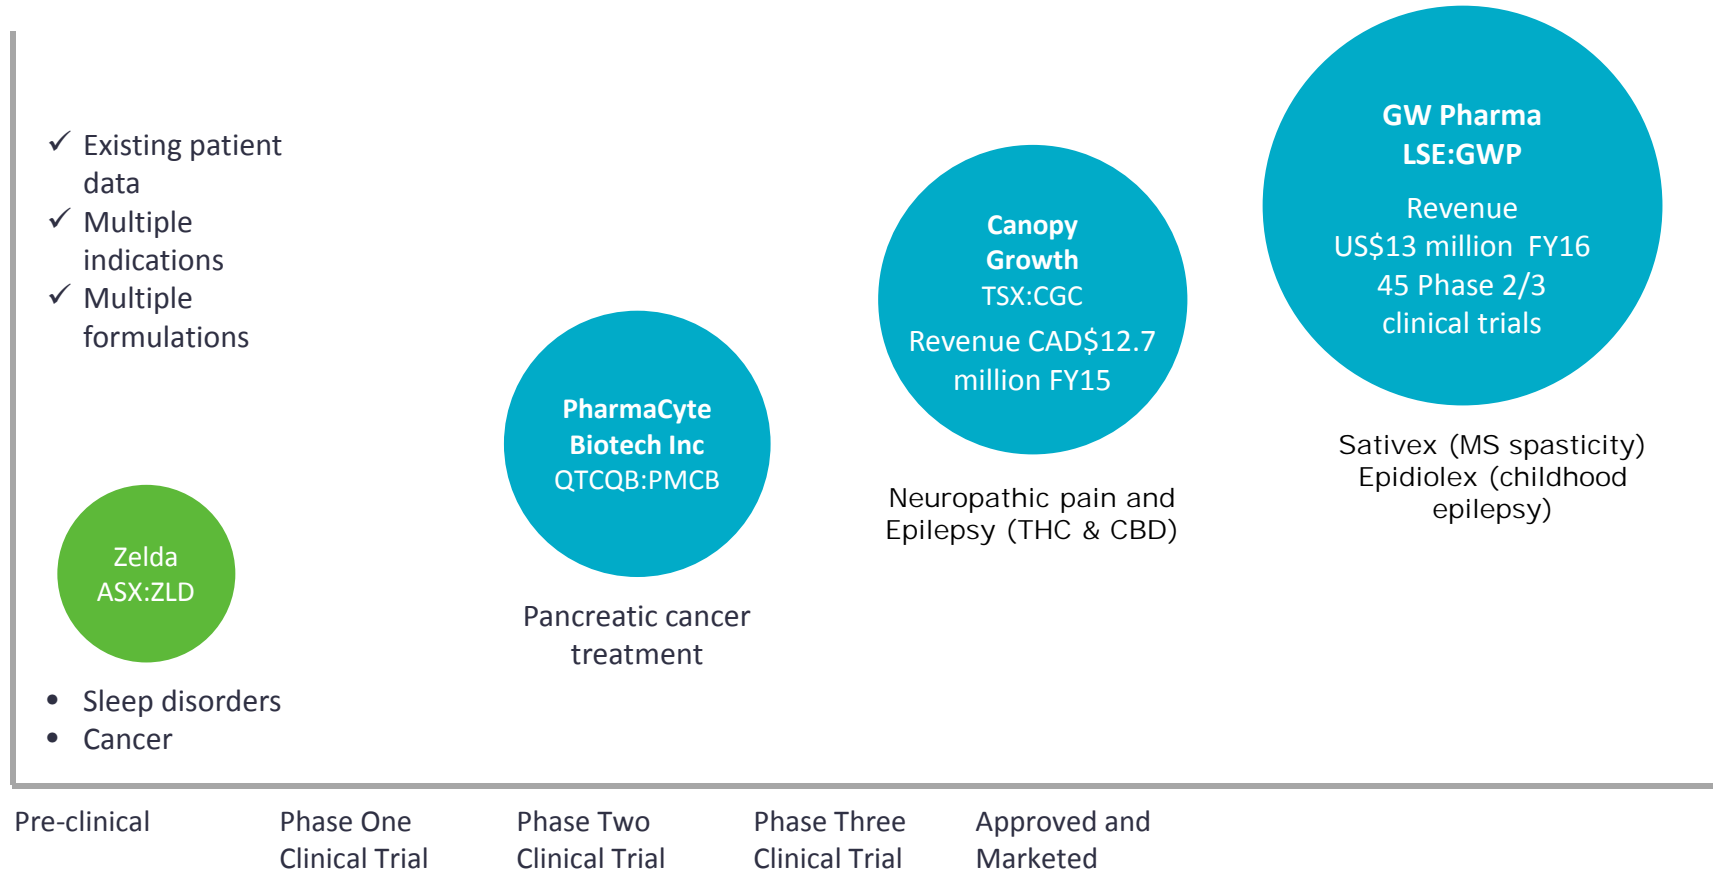 ✓ Existing patient
data
✓ Multiple
indications
✓ Multiple
formulations
Zelda
ASX:ZLD
• Sleep disorders
• Cancer
PharmaCyte
Biotech Inc
QTCQB:PMCB
Pancreatic cancer
treatment
Canopy
Growth
TSX:CGC
Revenue CAD$12.7
million FY15
Neuropathic pain and
Epilepsy (THC & CBD)
GW Pharma
LSE:GWP
Revenue
US$13 million FY16
45 Phase 2/3
clinical trials
Sativex (MS spasticity)
Epidiolex (childhood
epilepsy)
Pre-clinical
Phase One
Clinical Trial
Phase Two
Clinical Trial
Phase Three
Clinical Trial
Approved and
Marketed